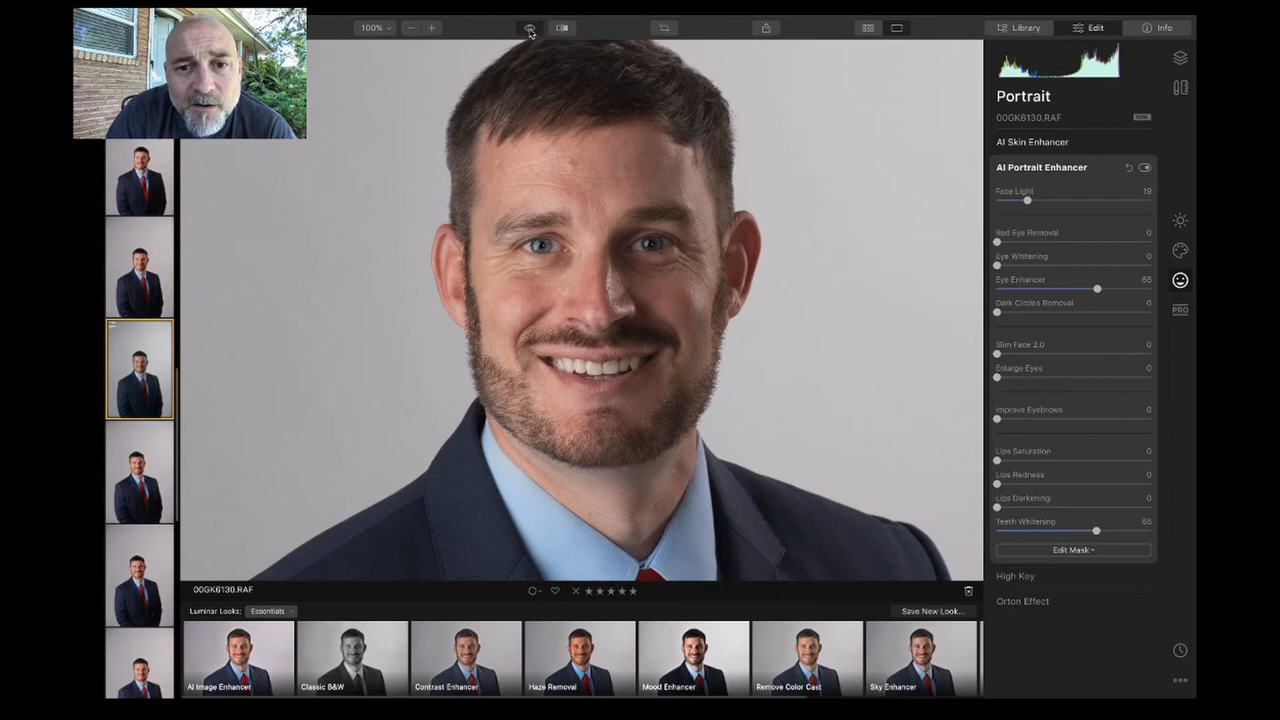 100%
Library
Edit
Info
Portrait
00GK6130.RAF
RAW
AI Skin Enhancer
AI Portrait Enhancer
Face Light 19
Red Eye Removal 0
Eye Whitening 0
Eye Enhancer 65
Dark Circles Removal 0
Slim Face 2.0 0
Enlarge Eyes 0
Improve Eyebrows 0
Lips Saturation 0
Lips Redness 0
Lips Darkening 0
Teeth Whitening 65
Edit Mask
High Key
Orton Effect
PRO
00GK6130.RAF
Luminar Looks: Essentials
Save New Look...
AI Image Enhancer
Classic B&W
Contrast Enhancer
Haze Removal
Mood Enhancer
Remove Color Cast
Sky Enhancer